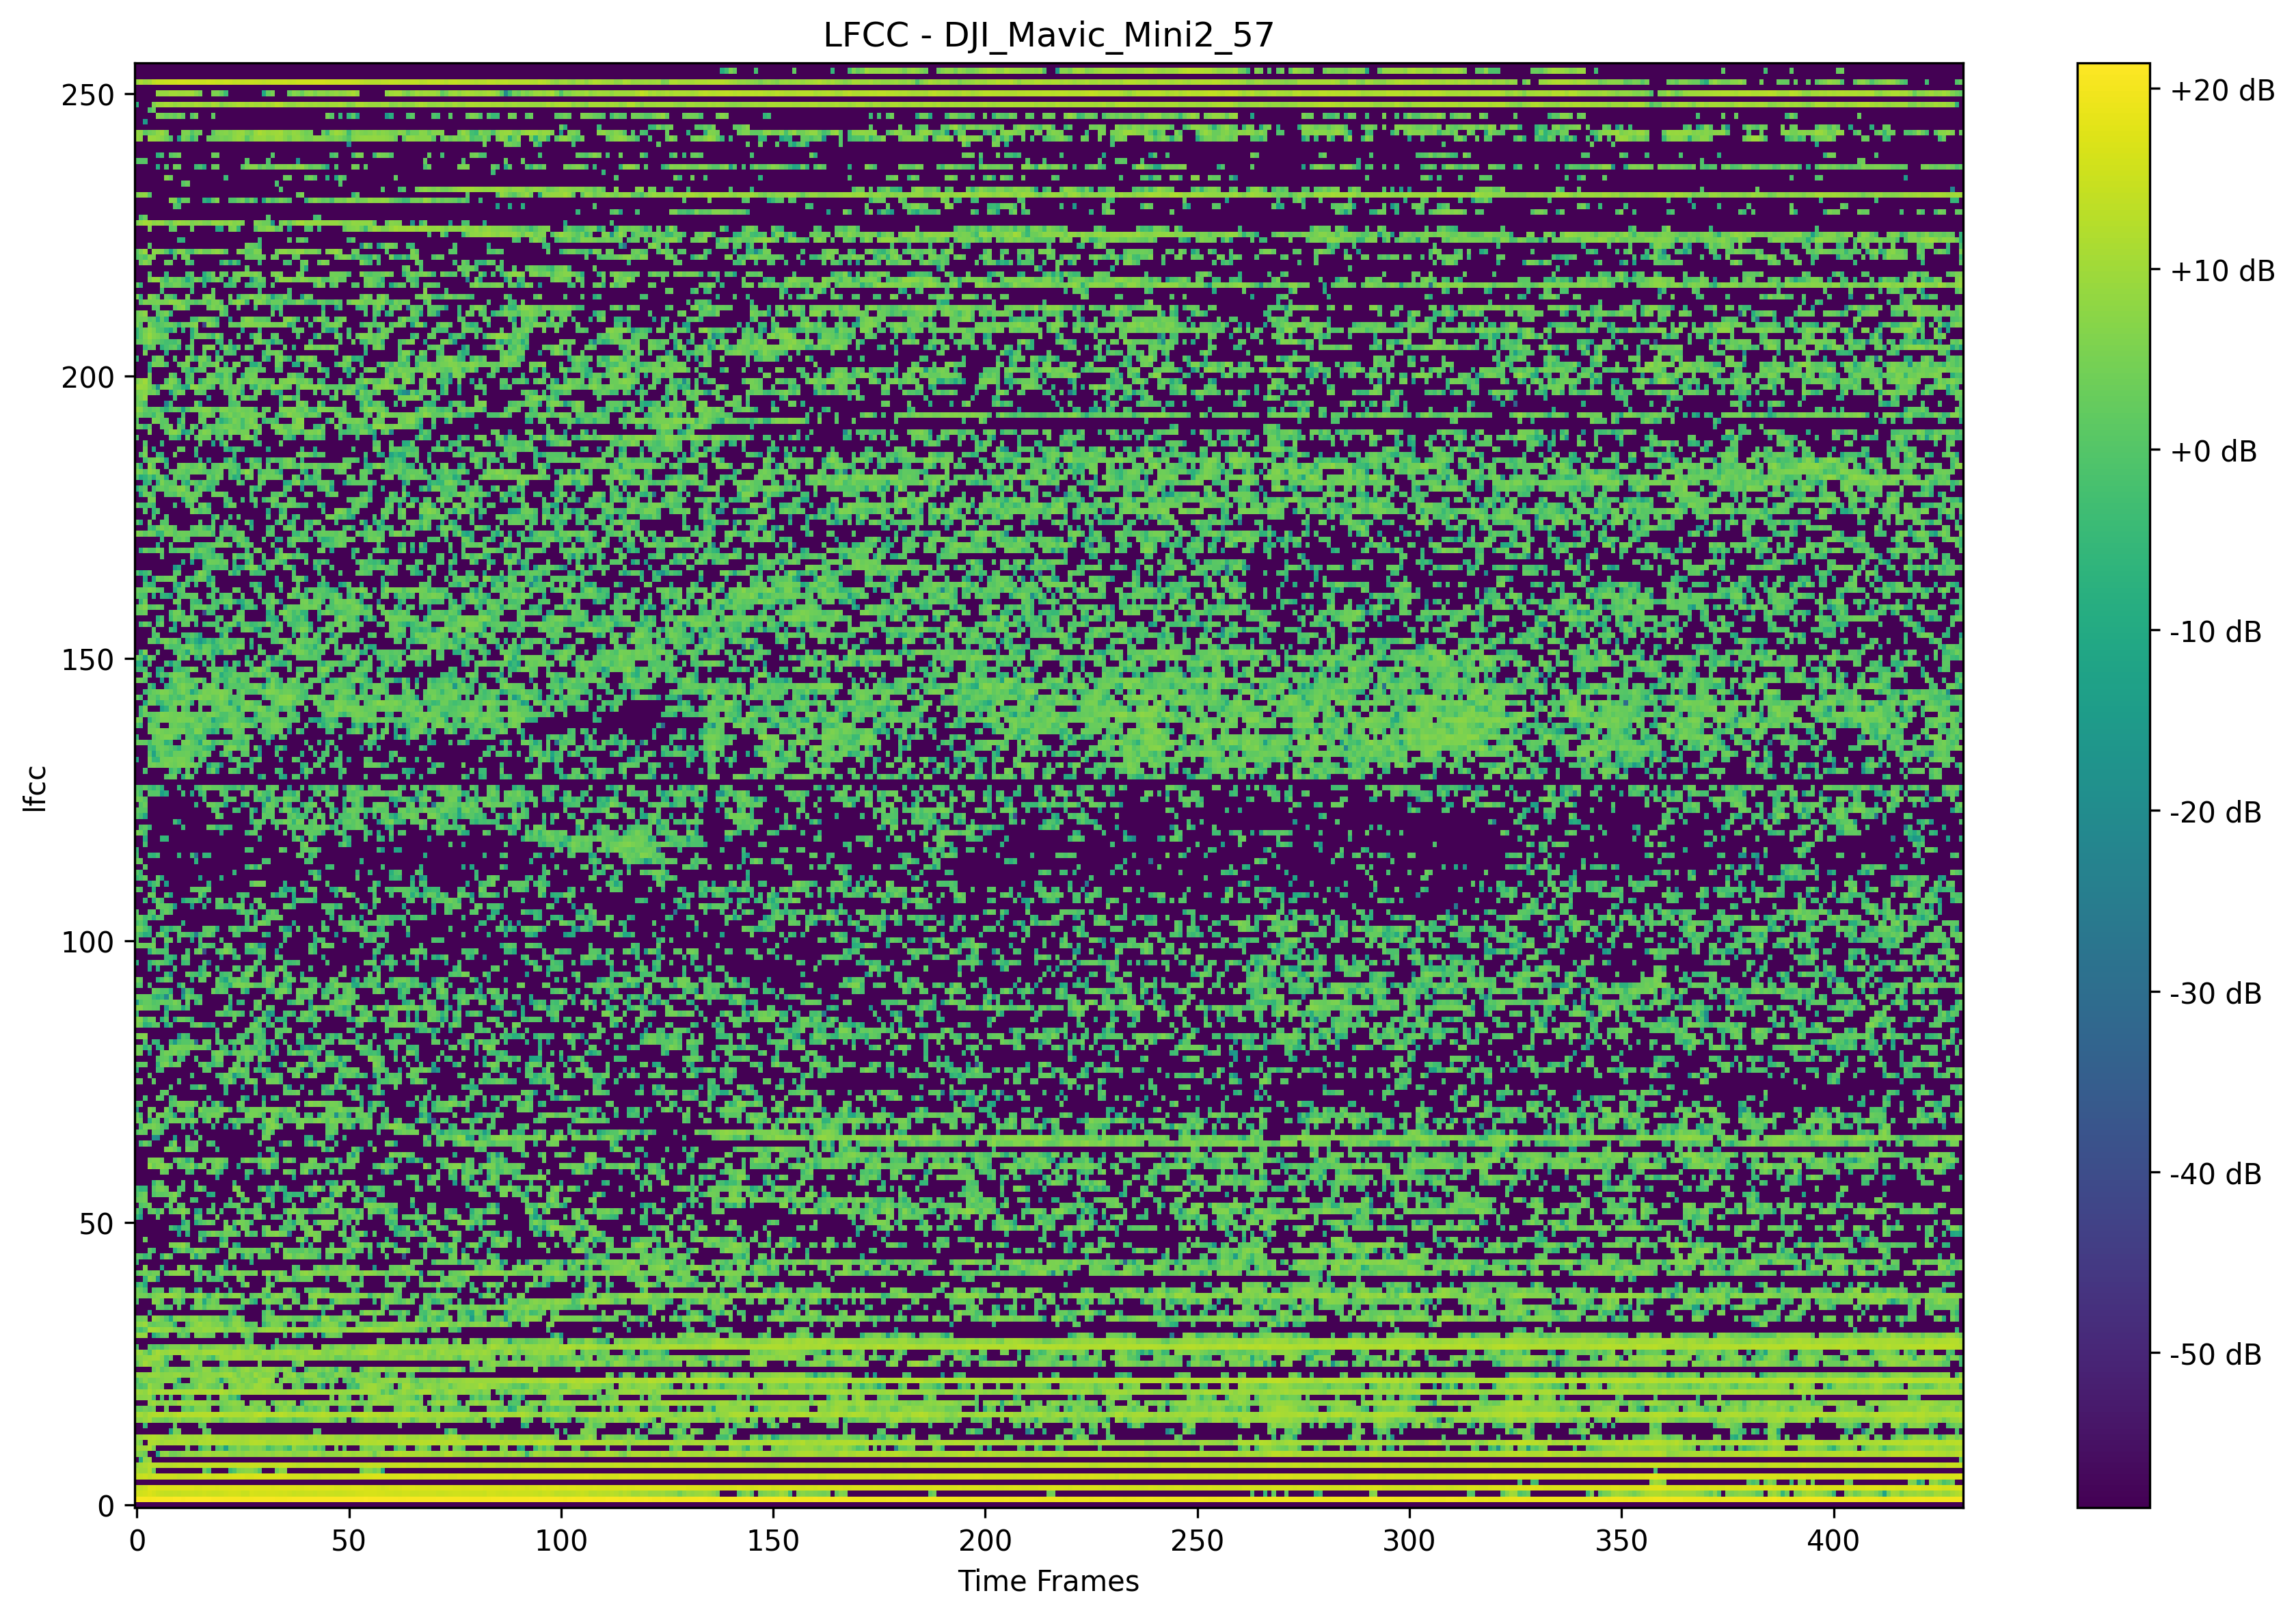 LFCC - DJI_Mavic_Mini2_57
250
200
150
100
50
0
lfcc
0 50 100 150 200 250 300 350 400
Time Frames
+20 dB
+10 dB
+0 dB
-10 dB
-20 dB
-30 dB
-40 dB
-50 dB